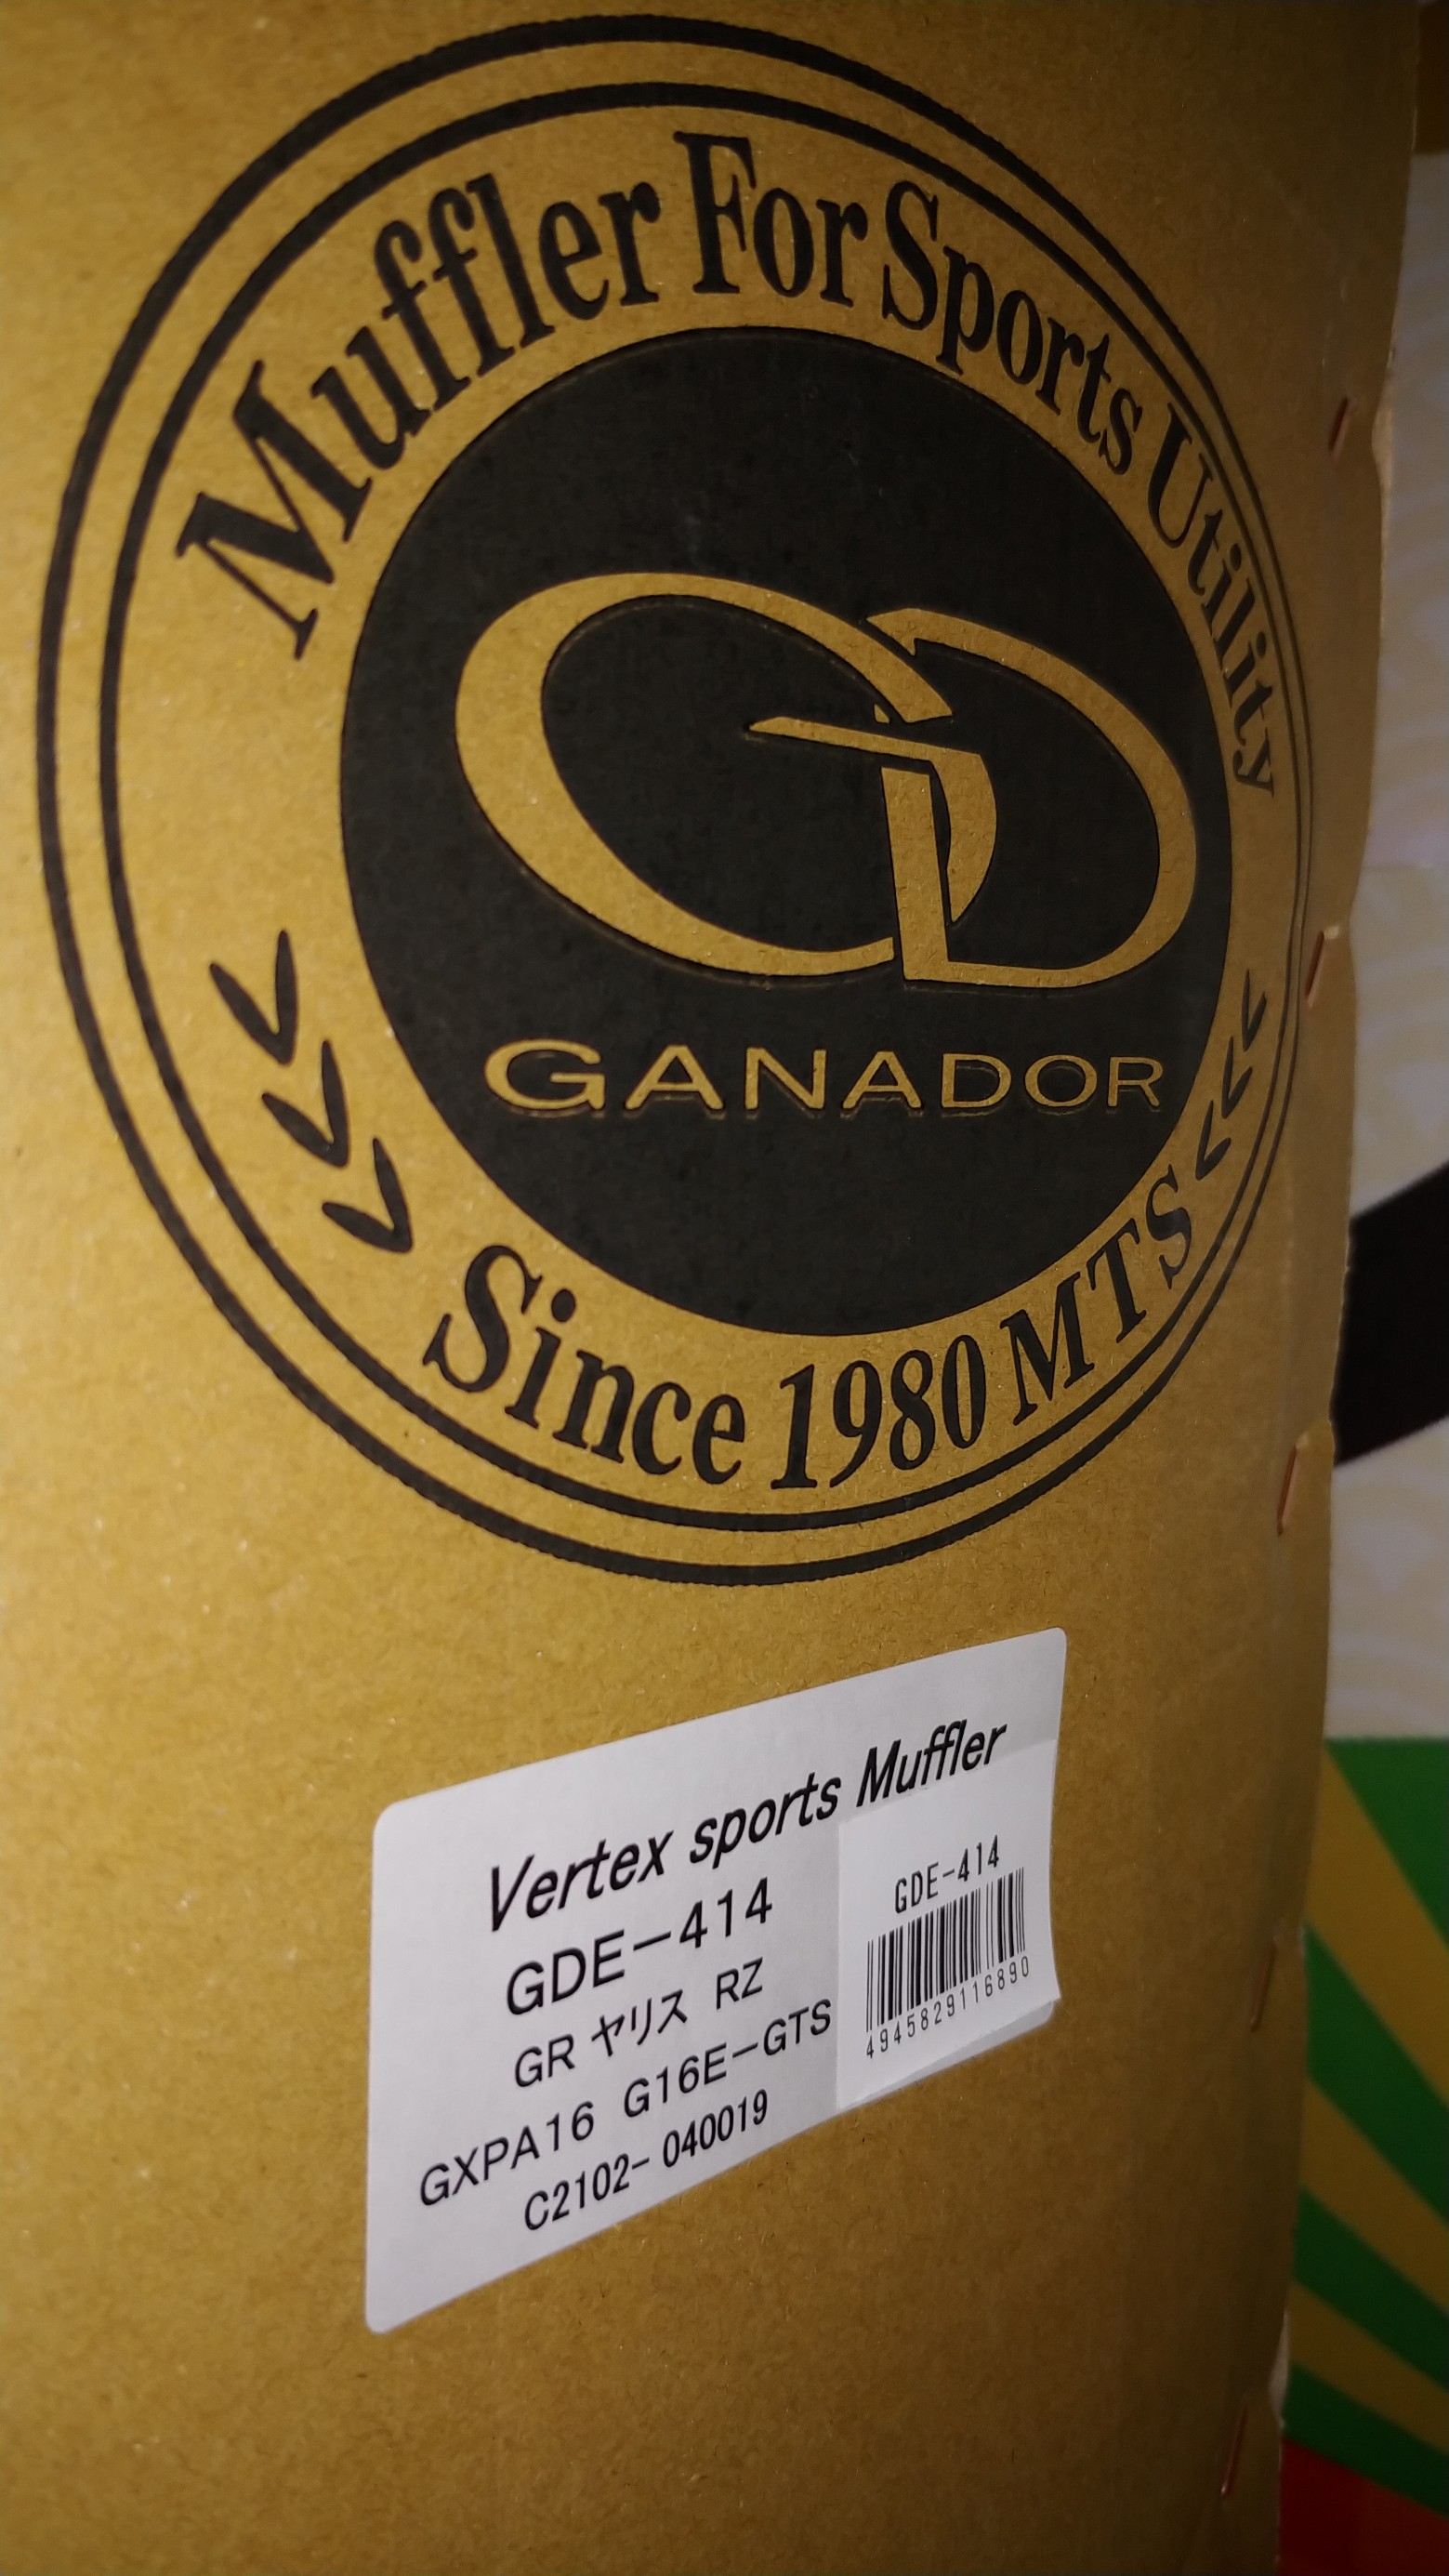 Muffler For Sports Utility
GD
GANADOR
Since 1980 MTS
Vertex sports Muffler
GDE-414
GR ヤリス RZ
GXPA16 G16E-GTS
C2102-040019
GDE-414
4945829116890